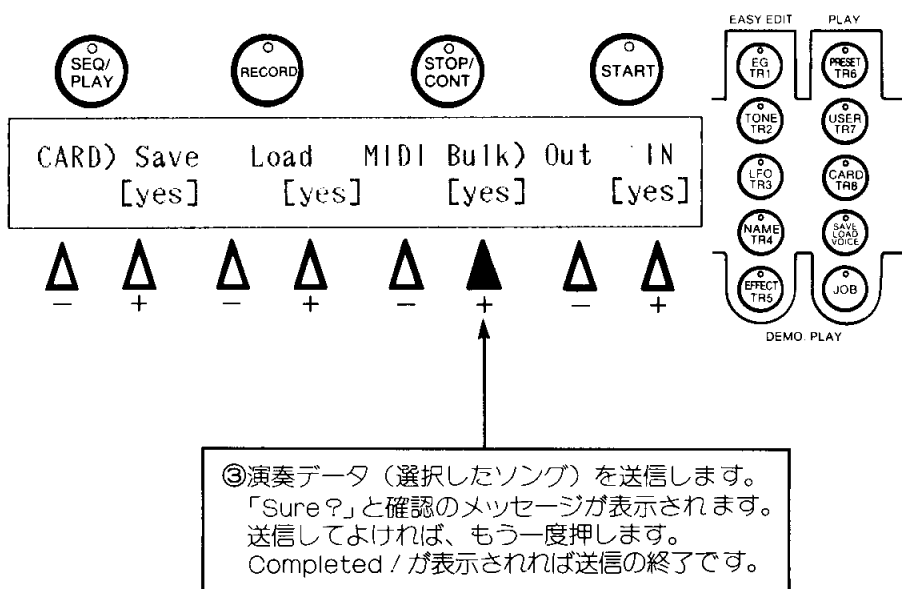 EASY EDIT PLAY
SEQ/
PLAY
RECORD
STOP/
CONT
START
EG
TR1
PRESET
TR6
TONE
TR2
USER
TR7
LFO
TR3
CARD
TR8
NAME
TR4
SAVE
LOAD
VOICE
EFFECT
TR5
JOB
DEMO. PLAY
CARD) Save Load MIDI Bulk) Out IN
[yes] [yes] [yes] [yes]
− + − + − + − +
③演奏データ（選択したソング）を送信します。
「Sure？」と確認のメッセージが表示されます。
送信してよければ、もう一度押します。
Completed！が表示されれば送信の終了です。